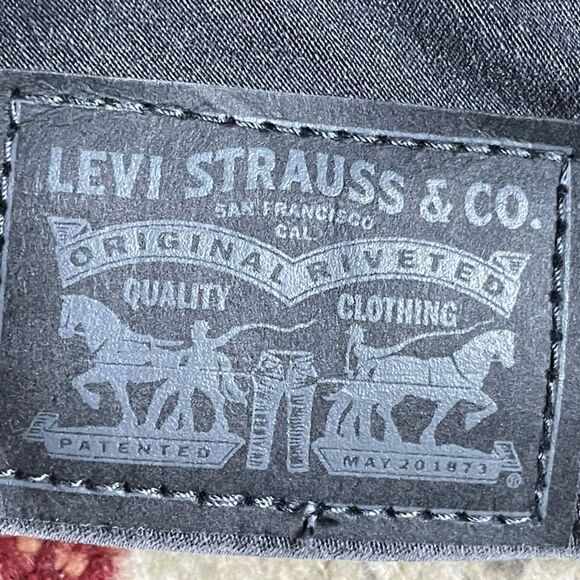 LEVI STRAUSS & CO.
SAN FRANCISCO
CAL.
ORIGINAL RIVETED
QUALITY CLOTHING
PATENTED MAY 20 1873
®